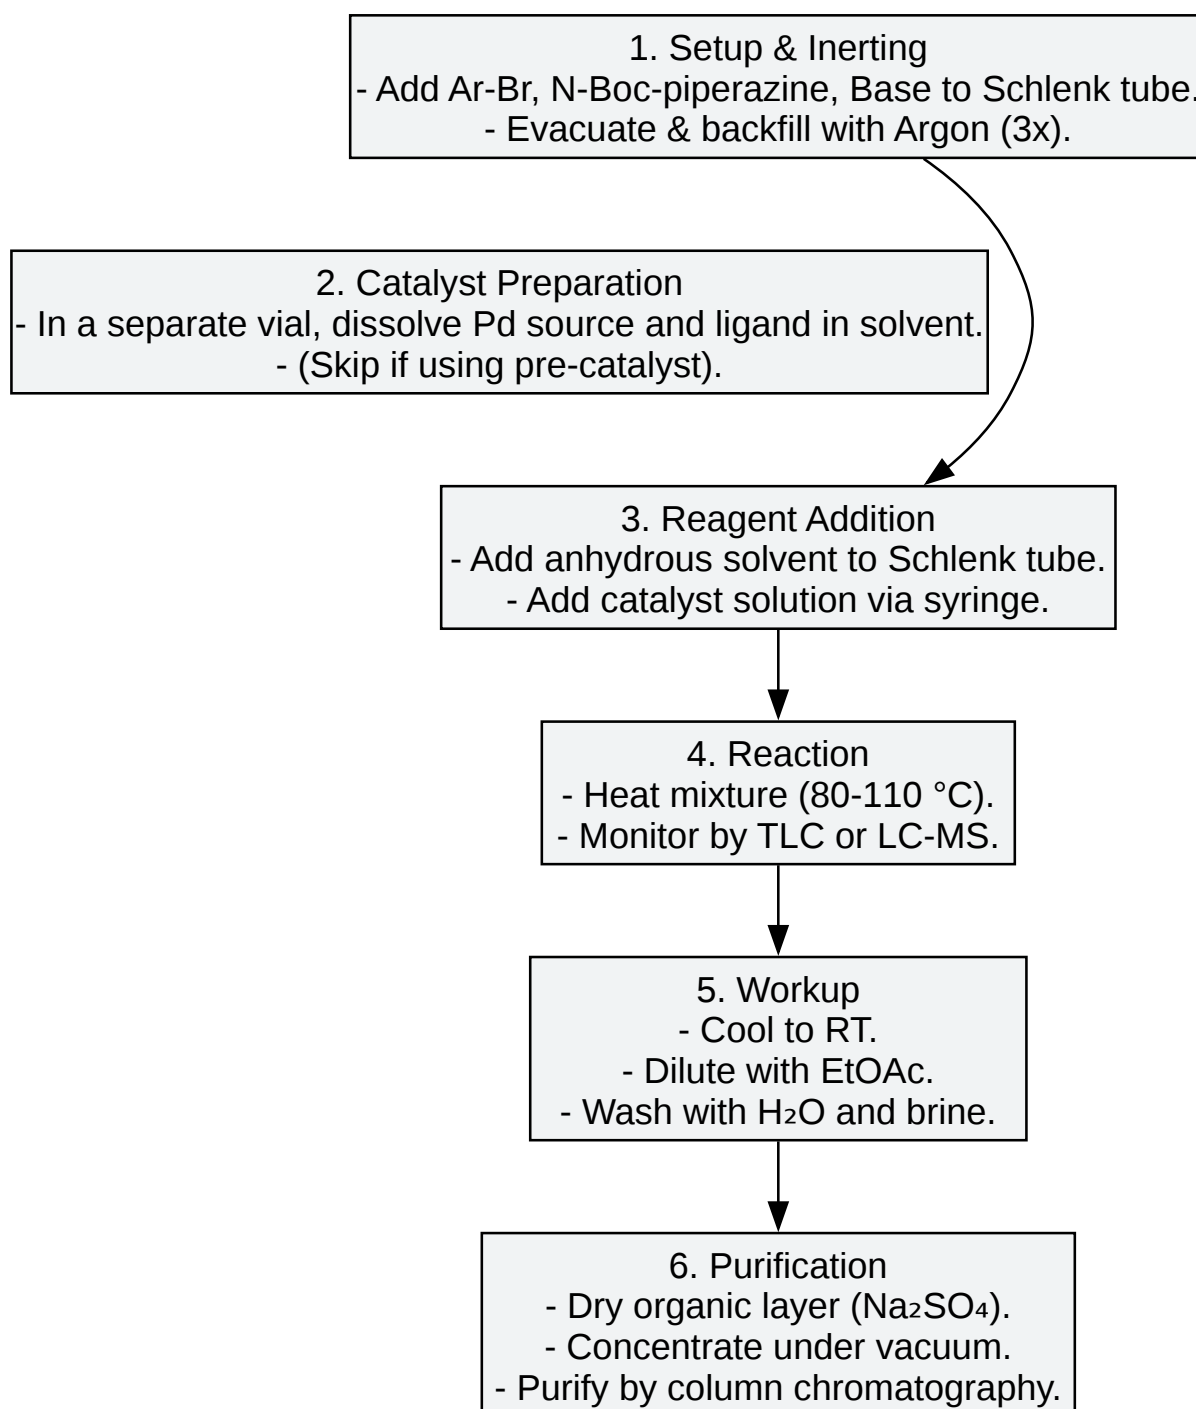 1. Setup & Inerting
- Add Ar-Br, N-Boc-piperazine, Base to Schlenk tube.
- Evacuate & backfill with Argon (3x).
2. Catalyst Preparation
- In a separate vial, dissolve Pd source and ligand in solvent.
- (Skip if using pre-catalyst).
3. Reagent Addition
- Add anhydrous solvent to Schlenk tube.
- Add catalyst solution via syringe.
4. Reaction
- Heat mixture (80-110 °C).
- Monitor by TLC or LC-MS.
5. Workup
- Cool to RT.
- Dilute with EtOAc.
- Wash with H₂O and brine.
6. Purification
- Dry organic layer (Na₂SO₄).
- Concentrate under vacuum.
- Purify by column chromatography.